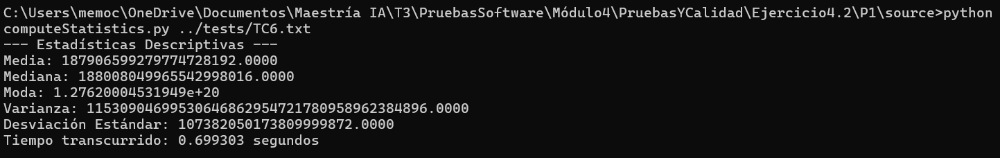 C:\Users\memoc\OneDrive\Documentos\Maestría IA\T3\PruebasSoftware\Módulo4\PruebasYCalidad\Ejercicio4.2\P1\source>python
computeStatistics.py ../tests/TC6.txt
--- Estadísticas Descriptivas ---
Media: 187906599279774728192.0000
Mediana: 188008049965542998016.0000
Moda: 1.27620004531949e+20
Varianza: 11530904699530646862954721780958962384896.0000
Desviación Estándar: 107382050173809999872.0000
Tiempo transcurrido: 0.699303 segundos